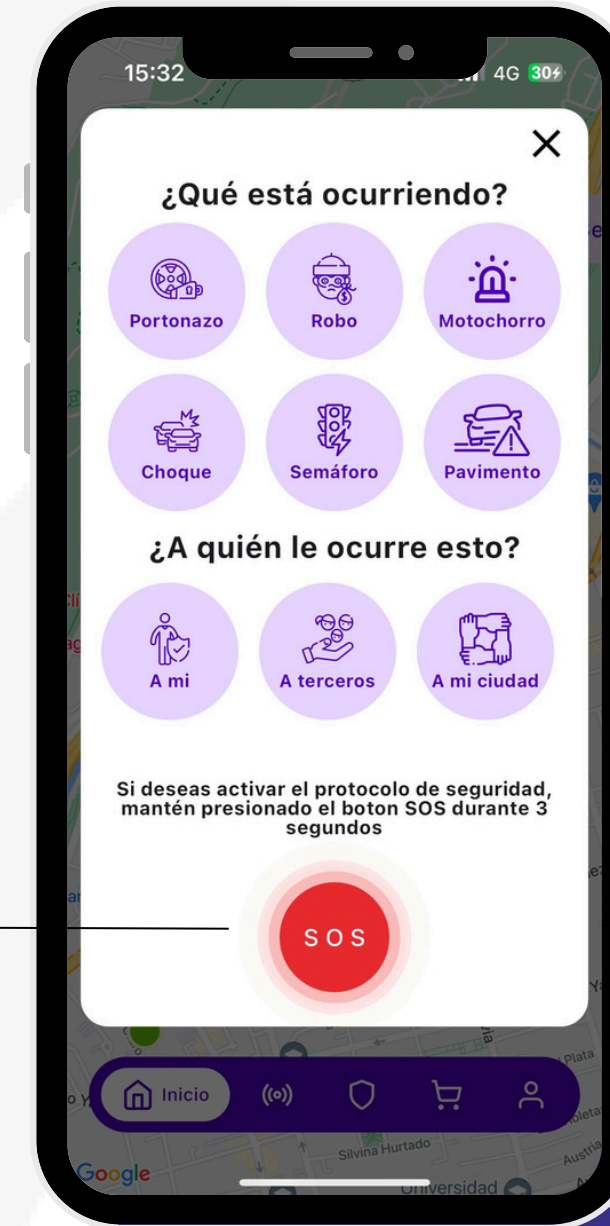 15:32
4G 30
¿Qué está ocurriendo?
Portonazo
Robo
Motochorro
Choque
Semáforo
Pavimento
¿A quién le ocurre esto?
A mi
A terceros
A mi ciudad
Si deseas activar el protocolo de seguridad,
mantén presionado el boton SOS durante 3
segundos
SOS
Plata
Inicio
Silvina Hurtado
Austria
Google
Universidad